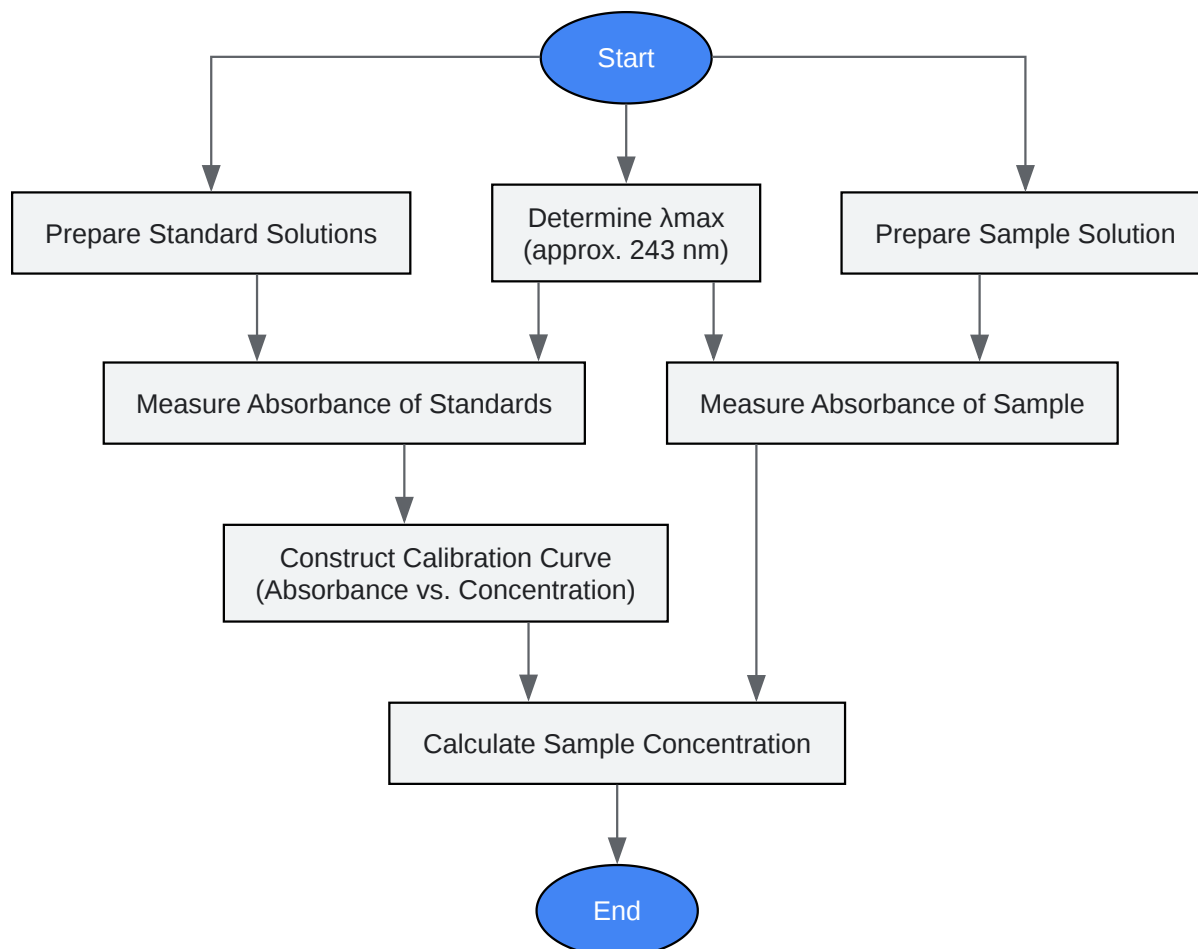 Start
Prepare Standard Solutions
Determine λmax
(approx. 243 nm)
Prepare Sample Solution
Measure Absorbance of Standards
Measure Absorbance of Sample
Construct Calibration Curve
(Absorbance vs. Concentration)
Calculate Sample Concentration
End